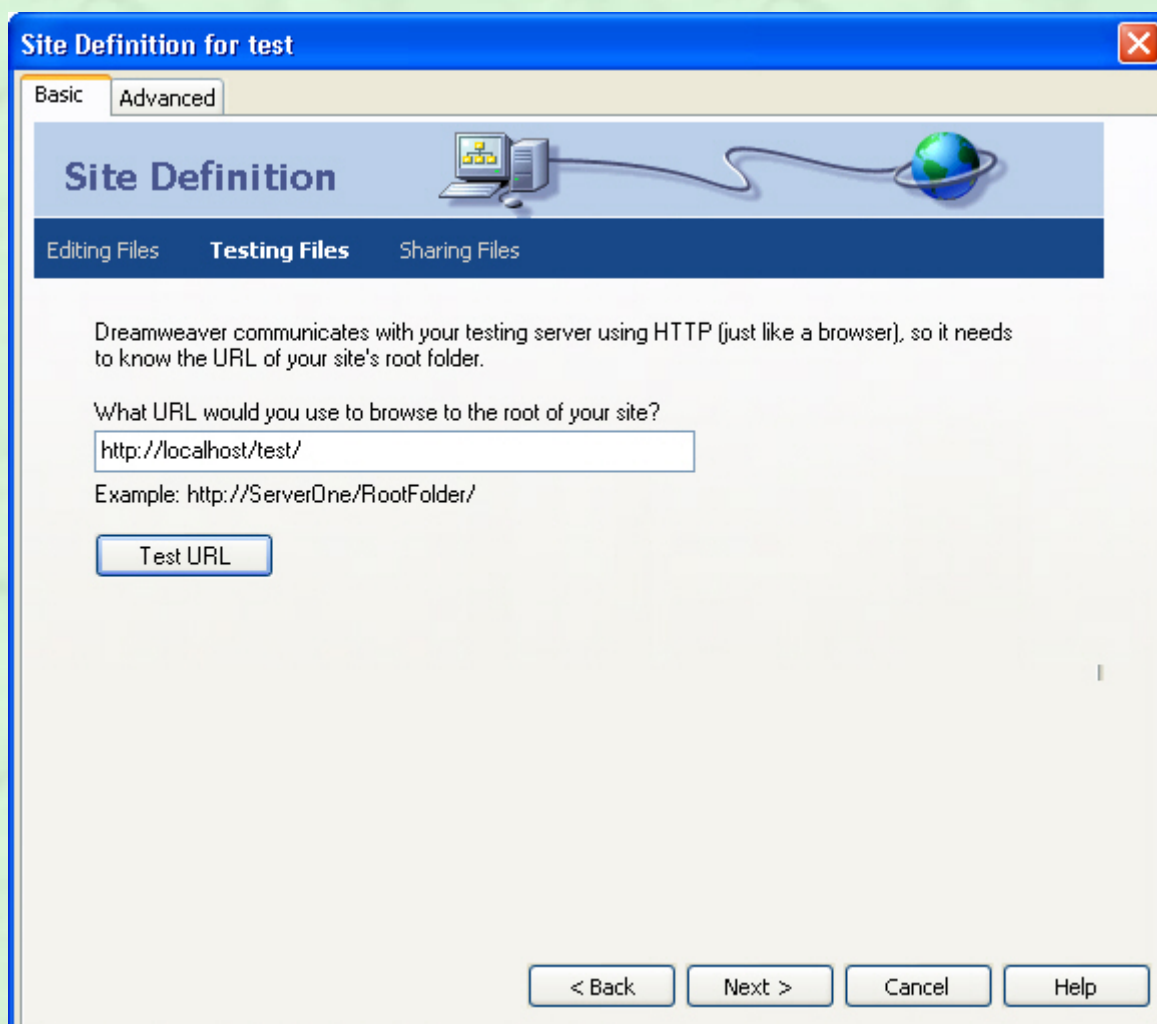 Site Definition for test
Basic Advanced
Site Definition
Editing Files Testing Files Sharing Files
Dreamweaver communicates with your testing server using HTTP (just like a browser), so it needs
to know the URL of your site's root folder.
What URL would you use to browse to the root of your site?
http://localhost/test/
Example: http://ServerOne/RootFolder/
Test URL
< Back Next > Cancel Help